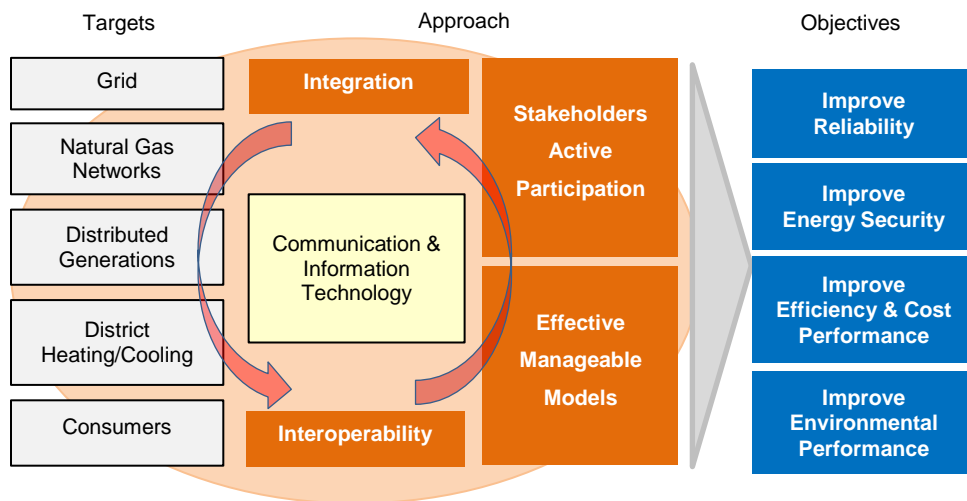 Targets
Approach
Objectives
Grid
Natural Gas
Networks
Distributed
Generations
District
Heating/Cooling
Consumers
Integration
Communication &
Information
Technology
Interoperability
Stakeholders
Active
Participation
Effective
Manageable
Models
Improve
Reliability
Improve
Energy Security
Improve
Efficiency & Cost
Performance
Improve
Environmental
Performance